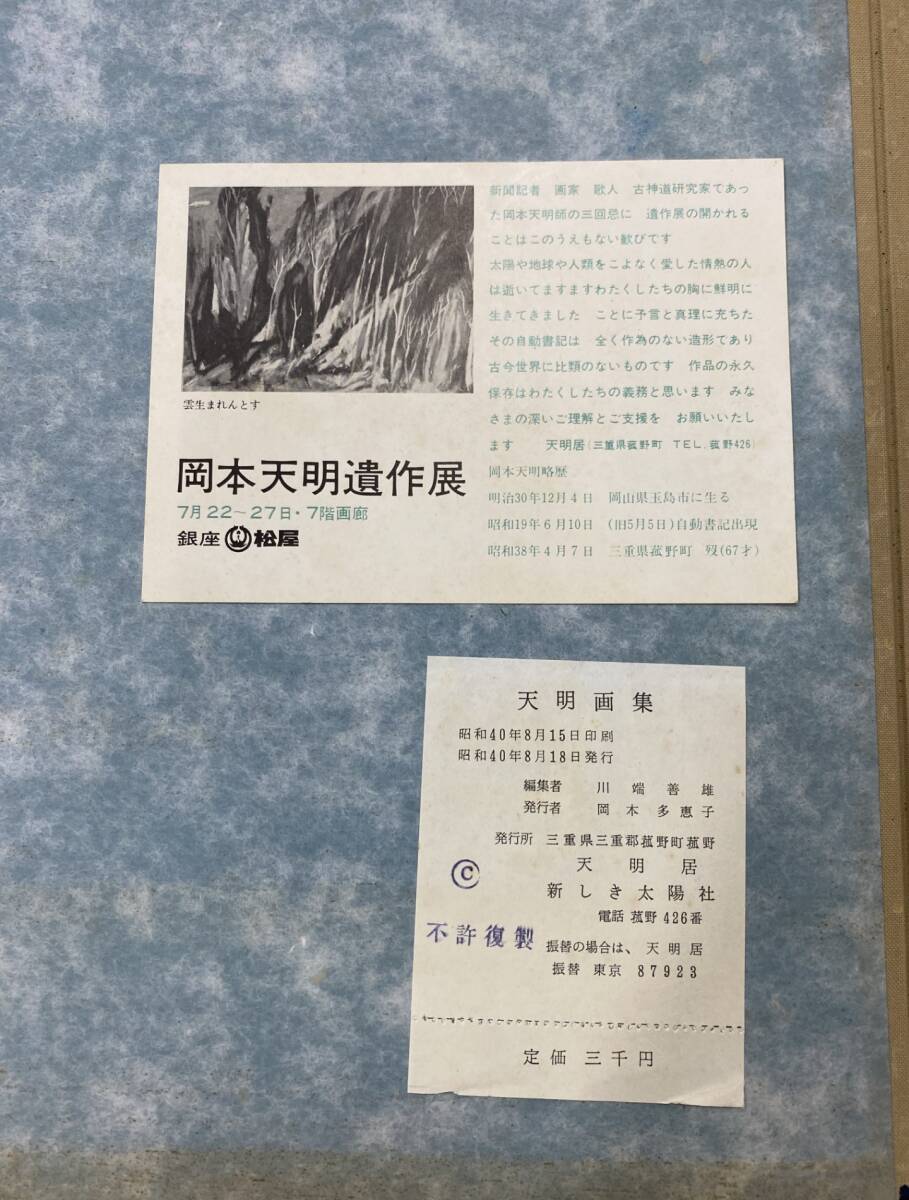 雲生まれんとす
岡本天明遺作展
7月22〜27日・7階画廊
銀座 松屋
新聞記者 画家 歌人 古神道研究家であっ
た岡本天明師の三回忌に 遺作展の開かれる
ことはこのうえもない歓びです
太陽や地球や人類をこよなく愛した情熱の人
は逝いてますますわたくしたちの胸に鮮明に
生きてきました ことに予言と真理に充ちた
その自動書記は 全く作為のない造形であり
古今世界に比類のないものです 作品の永久
保存はわたくしたちの義務と思います みな
さまの深いご理解とご支援を お願いいたし
ます 天明居(三重県菰野町 TEL.菰野426)
岡本天明略歴
明治30年12月4日 岡山県玉島市に生る
昭和19年6月10日 (旧5月5日)自動書記出現
昭和38年4月7日 三重県菰野町 歿(67才)
天明画集
昭和40年8月15日印刷
昭和40年8月18日発行
編集者 川端善雄
発行者 岡本多恵子
発行所 三重県三重郡菰野町菰野
天明居
新しき太陽社
電話 菰野426番
©
不許復製
振替の場合は、天明居
振替 東京 87923
定価 三千円